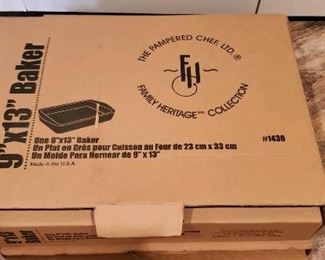 9"x13" Baker
THE PAMPERED CHEF, LTD.®
FH
FAMILY HERITAGE™ COLLECTION
One 9"x13" Baker
Un Plat en Grès pour Cuisson au Four de 23 cm x 33 cm
Un Molde Para Hornear de 9" x 13"
Made in the U.S.A.
#1430
Baker